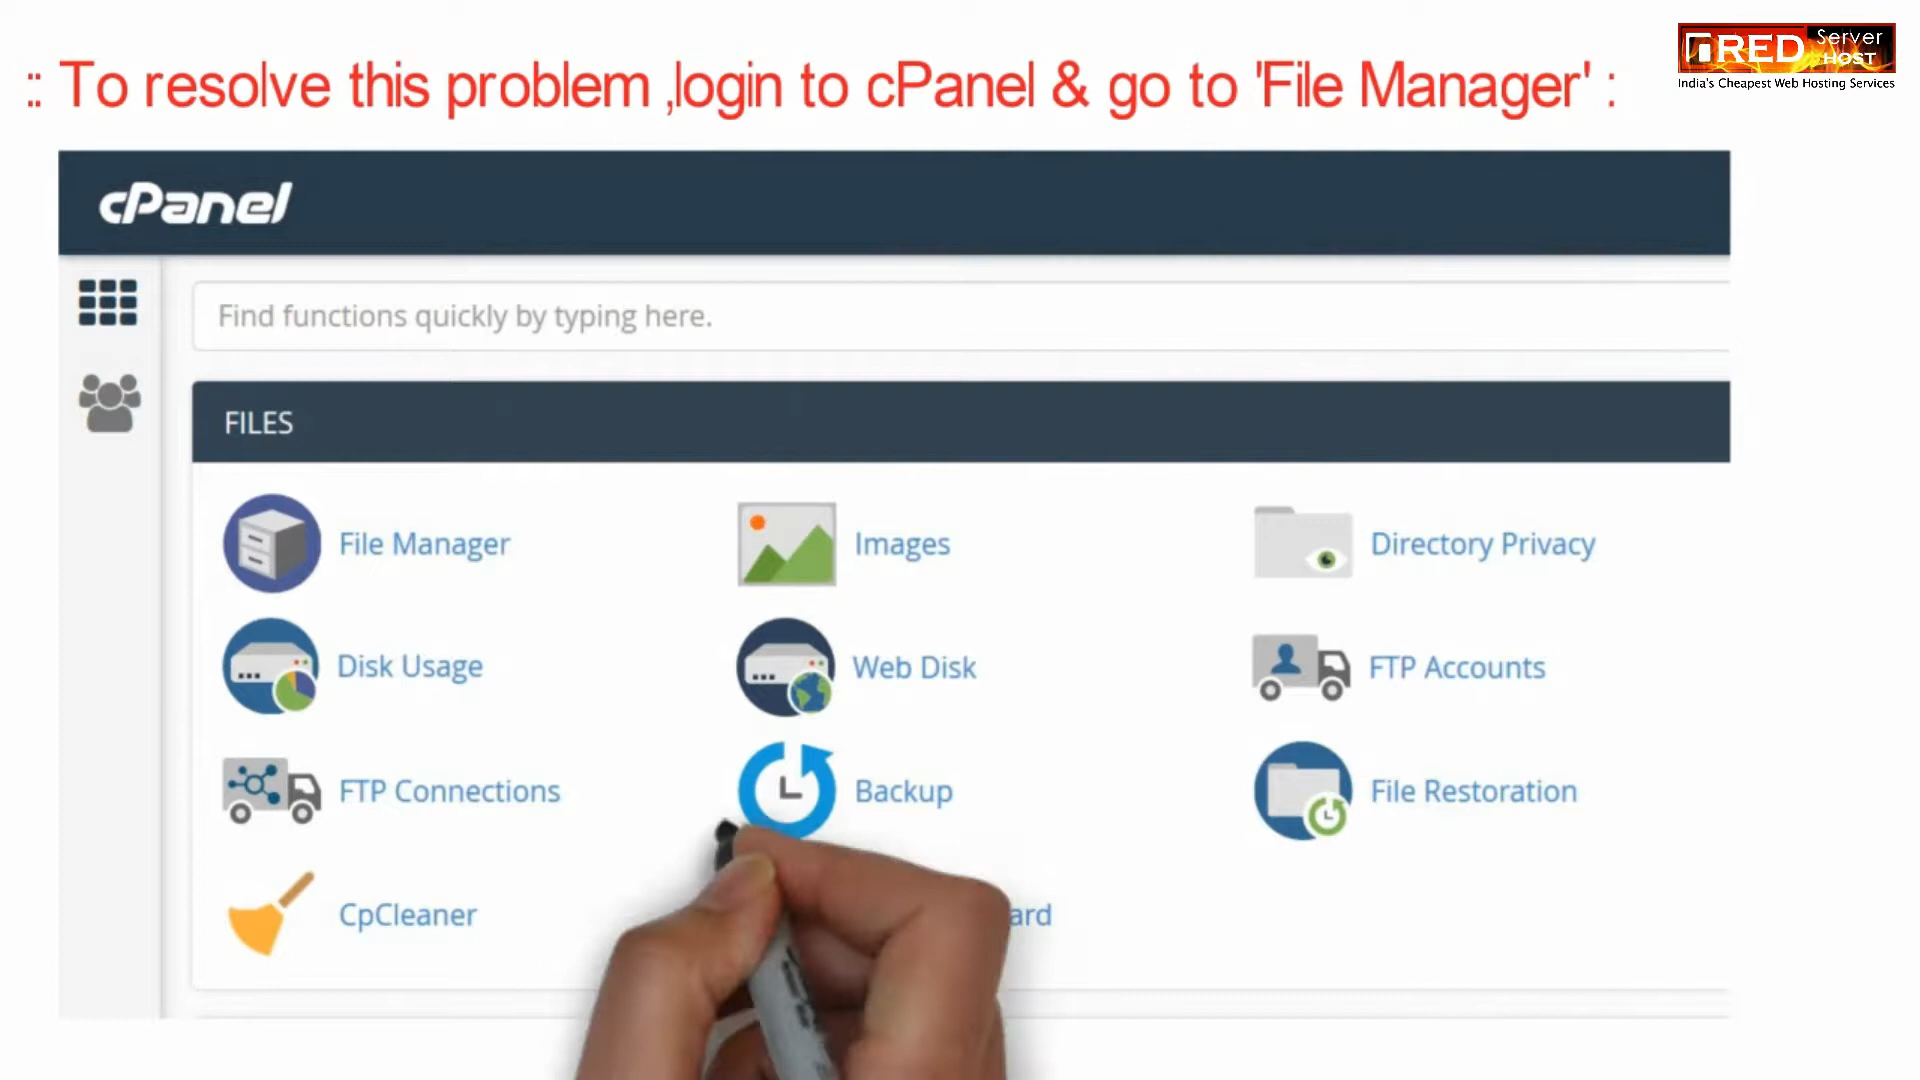 :: To resolve this problem ,login to cPanel & go to 'File Manager' :
RED Server HOST
India's Cheapest Web Hosting Services
cPanel
Find functions quickly by typing here.
FILES
File Manager
Images
Directory Privacy
Disk Usage
Web Disk
FTP Accounts
FTP Connections
Backup
File Restoration
CpCleaner